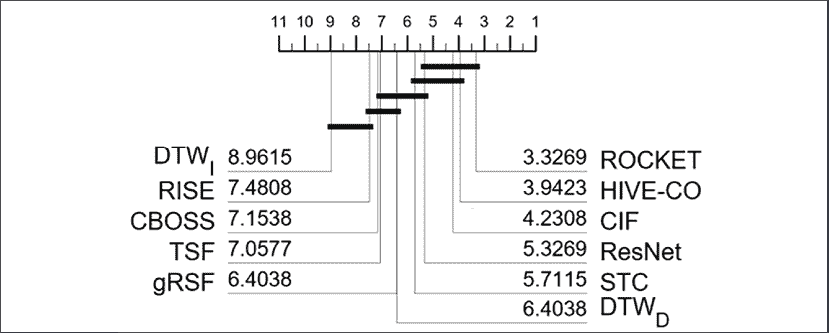 11 10 9 8 7 6 5 4 3 2 1
DTWI 8.9615
RISE 7.4808
CBOSS 7.1538
TSF 7.0577
gRSF 6.4038
3.3269 ROCKET
3.9423 HIVE-CO
4.2308 CIF
5.3269 ResNet
5.7115 STC
6.4038 DTWD